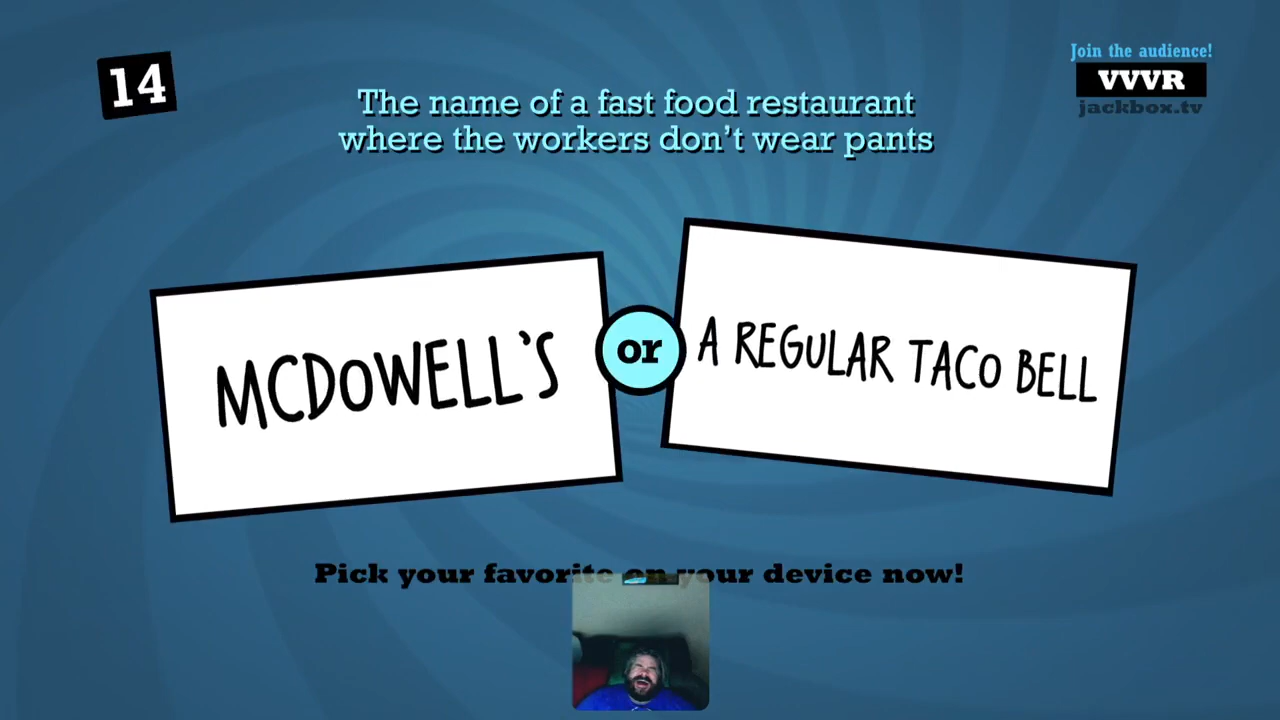 14
Join the audience!
VVVR
jackbox.tv
The name of a fast food restaurant
where the workers don't wear pants
MCDOWELL'S
or
A REGULAR TACO BELL
Pick your favorite on your device now!